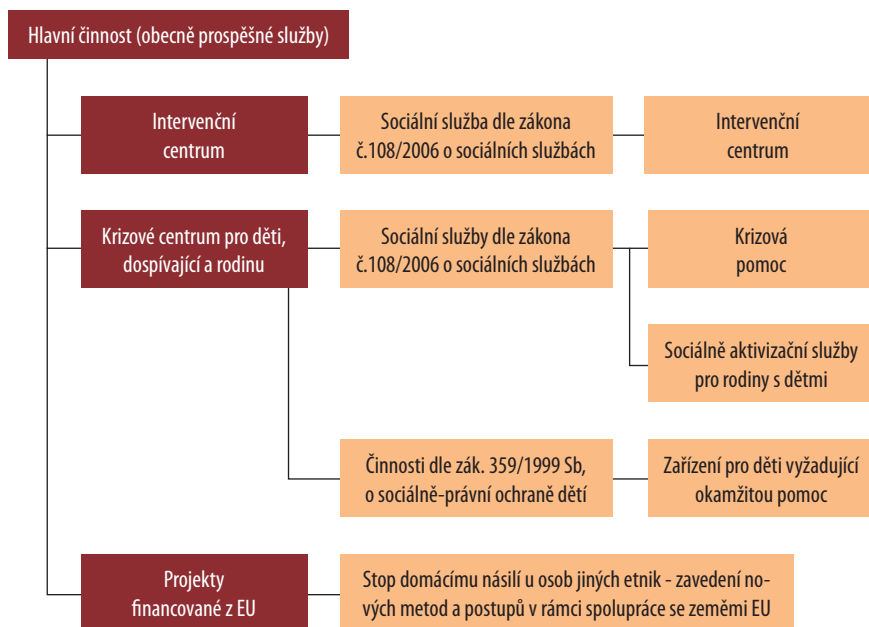 Hlavní činnost (obecně prospěšné služby)
Intervenční
centrum
Sociální služba dle zákona
č.108/2006 o sociálních službách
Intervenční
centrum
Krizové centrum pro děti,
dospívající a rodinu
Sociální služby dle zákona
č.108/2006 o sociálních službách
Krizová
pomoc
Sociálně aktivizační služby
pro rodiny s dětmi
Činnosti dle zák. 359/1999 Sb,
o sociálně-právní ochraně dětí
Zařízení pro děti vyžadující
okamžitou pomoc
Projekty
financované z EU
Stop domácímu násilí u osob jiných etnik - zavedení no-
vých metod a postupů v rámci spolupráce se zeměmi EU